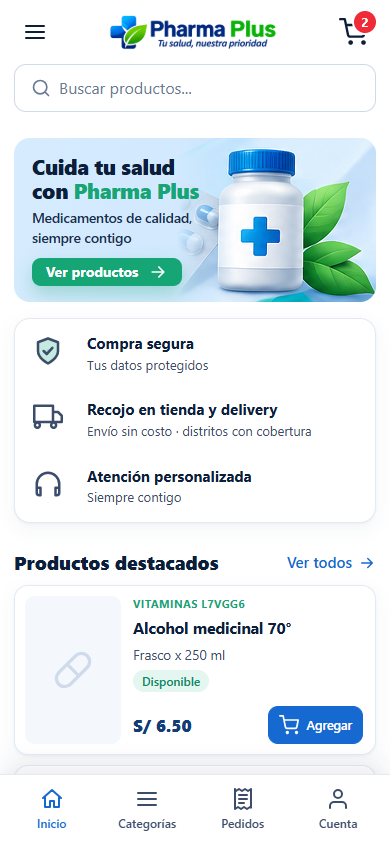 Pharma Plus
Tu salud, nuestra prioridad
2
Buscar productos...
Cuida tu salud
con Pharma Plus
Medicamentos de calidad,
siempre contigo
Ver productos
Compra segura
Tus datos protegidos
Recojo en tienda y delivery
Envío sin costo · distritos con cobertura
Atención personalizada
Siempre contigo
Productos destacados
Ver todos
VITAMINAS L7VGG6
Alcohol medicinal 70°
Frasco x 250 ml
Disponible
S/ 6.50
Agregar
Inicio
Categorías
Pedidos
Cuenta